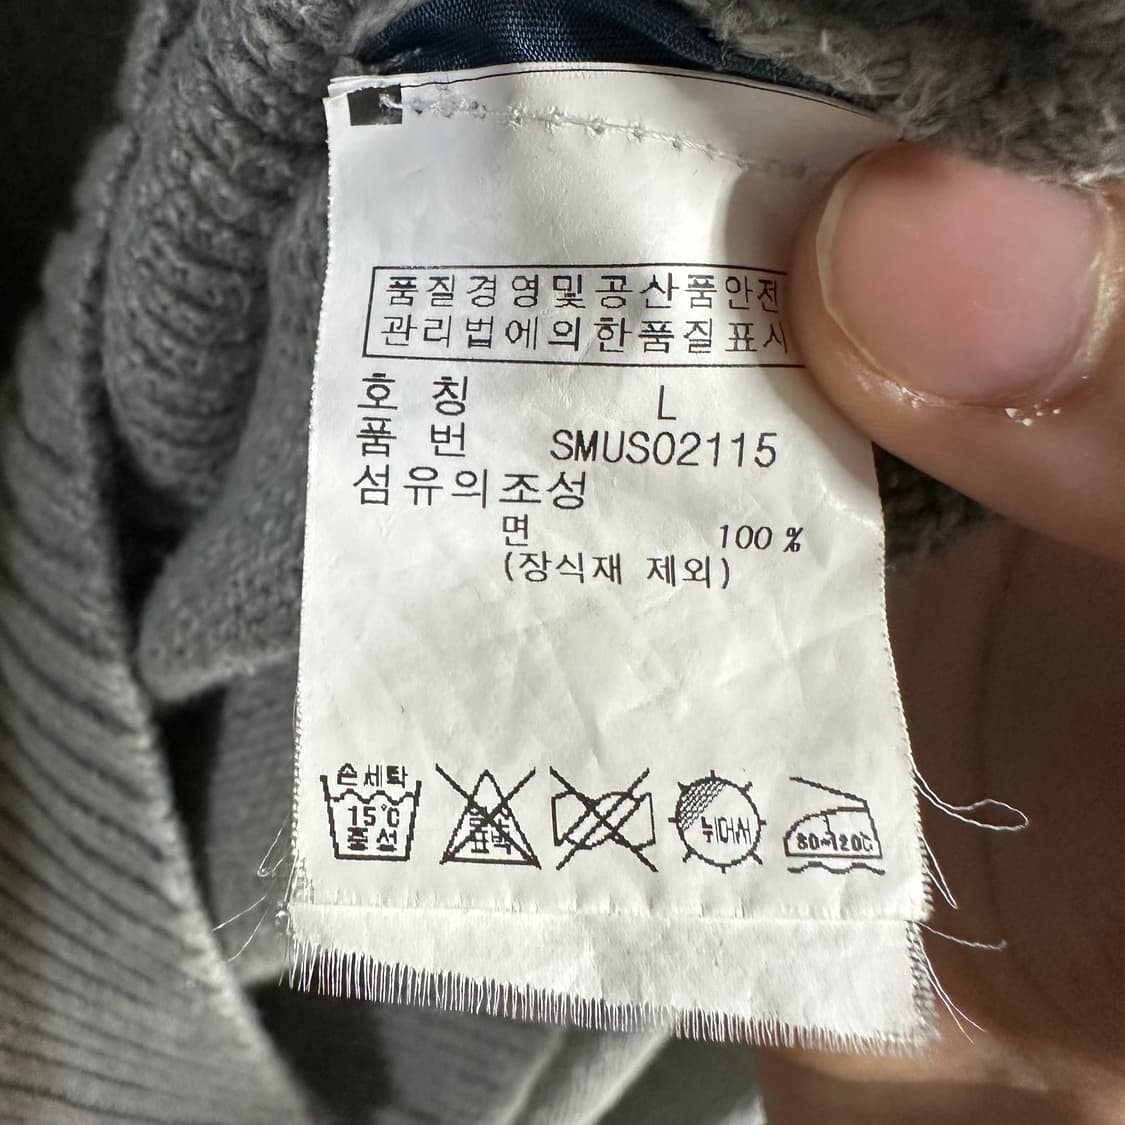 품질경영및공산품안전
관리법에의한품질표시
호 칭 L
품 번 SMUS02115
섬유의조성
면 100 %
(장식재 제외)
손세탁
15℃
중성
표백
뉘어서
80~120℃